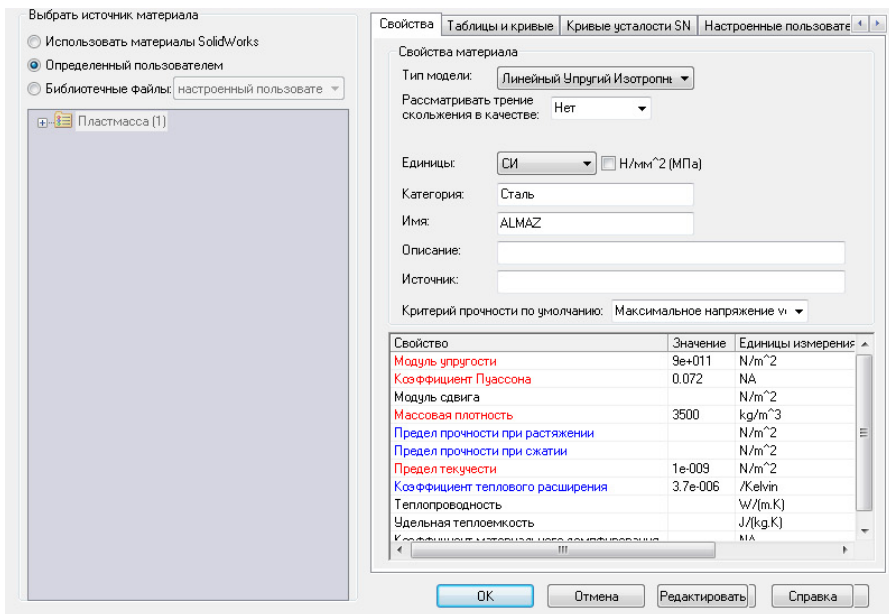 Выбрать источник материала
Использовать материалы SolidWorks
Определенный пользователем
Библиотечные файлы: настроенный пользовате
Пластмасса (1)
Свойства Таблицы и кривые Кривые усталости SN Настроенные пользовате
Свойства материала
Тип модели: Линейный Упругий Изотропн
Рассматривать трение
скольжения в качестве: Нет
Единицы: СИ Н/мм^2 (МПа)
Категория: Сталь
Имя: ALMAZ
Описание:
Источник:
Критерий прочности по умолчанию: Максимальное напряжение
Свойство Значение Единицы измерения
Модуль упругости 9e+011 N/m^2
Коэффициент Пуассона 0.072 NA
Модуль сдвига N/m^2
Массовая плотность 3500 kg/m^3
Предел прочности при растяжении N/m^2
Предел прочности при сжатии N/m^2
Предел текучести 1e-009 N/m^2
Коэффициент теплового расширения 3.7e-006 /Kelvin
Теплопроводность W/(m.K)
Удельная теплоемкость J/(kg.K)
Коэффициент материального демпфирования NA
OK Отмена Редактировать Справка